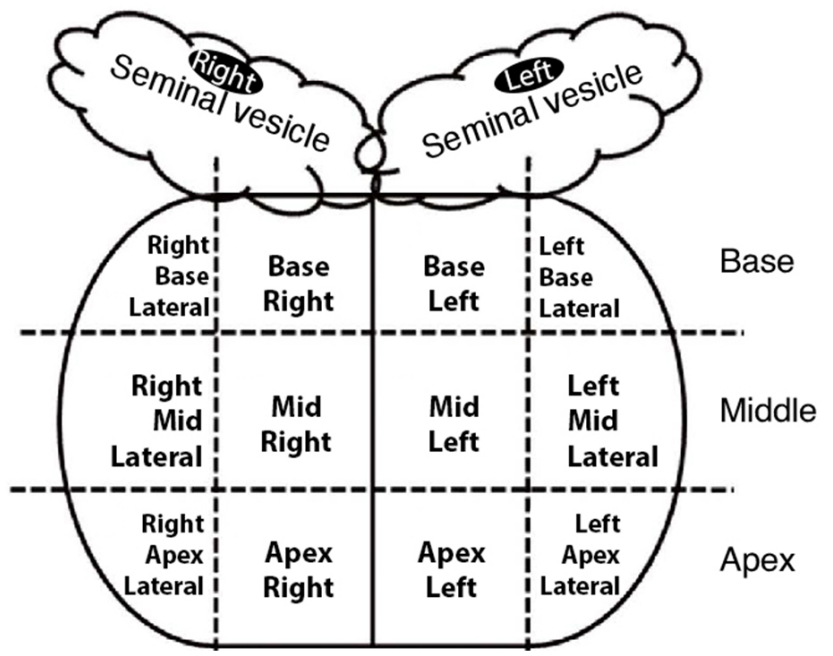 Right
Seminal vesicle
Left
Seminal vesicle
Right
Base
Lateral
Base
Right
Base
Left
Left
Base
Lateral
Base
Right
Mid
Lateral
Mid
Right
Mid
Left
Left
Mid
Lateral
Middle
Right
Apex
Lateral
Apex
Right
Apex
Left
Left
Apex
Lateral
Apex